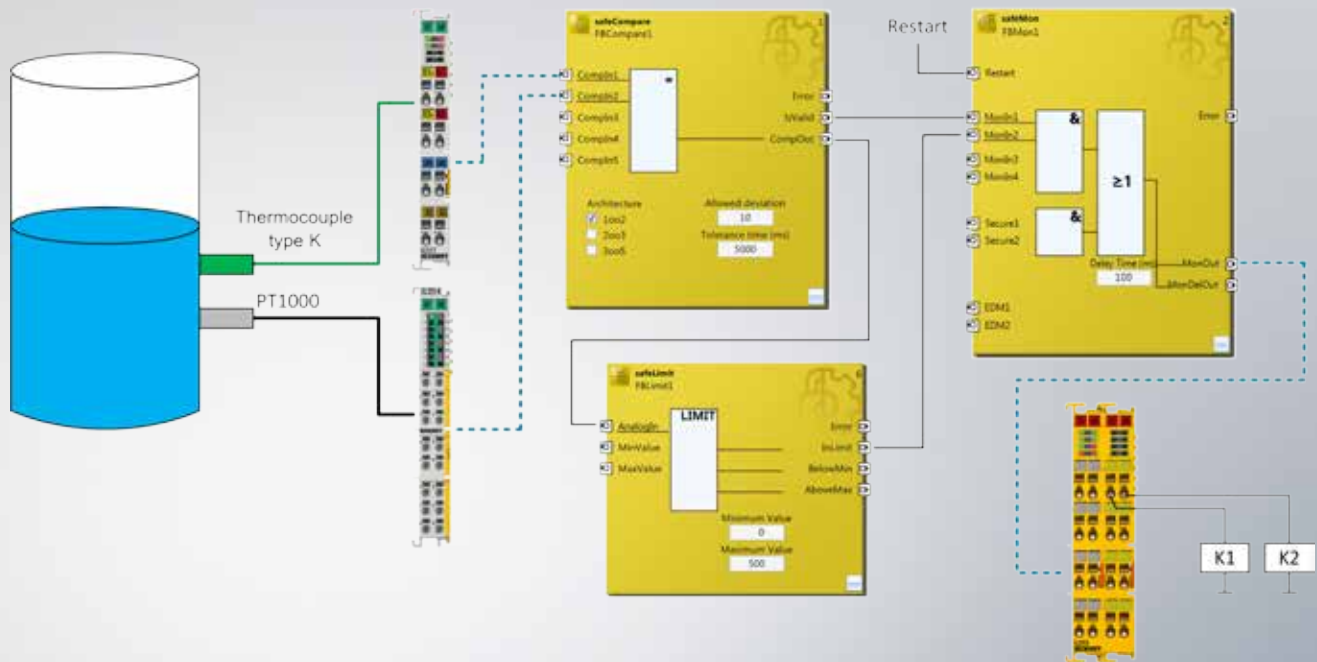 Thermocouple
type K
PT1000
safeCompare
FBCompare1
1
CompIn1
CompIn2
CompIn3
CompIn4
CompIn5
=
Error
IsValid
CompOut
Architecture
1oo2
2oo3
3oo5
Allowed deviation
10
Tolerance time (ms)
5000
safeLimit
FBLimit1
AnalogIn
MinValue
MaxValue
LIMIT
Error
InLimit
BelowMin
AboveMax
Minimum Value
0
Maximum Value
500
Restart
safeMon
FBMon1
2
Restart
MonIn1
MonIn2
MonIn3
MonIn4
Secure1
Secure2
EDM1
EDM2
&
&
≥1
Error
Delay Time (ms)
100
MonOut
MonDelOut
K1
K2